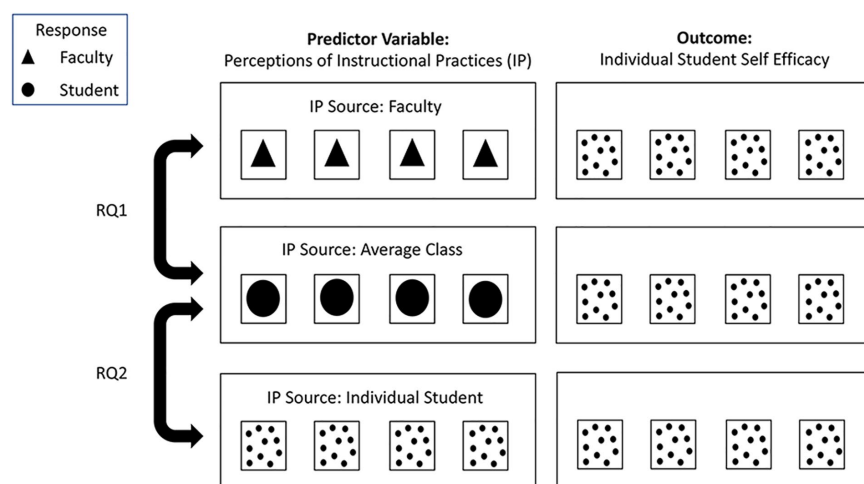 Response
Faculty
Student
Predictor Variable:
Perceptions of Instructional Practices (IP)
Outcome:
Individual Student Self Efficacy
IP Source: Faculty
RQ1
IP Source: Average Class
RQ2
IP Source: Individual Student